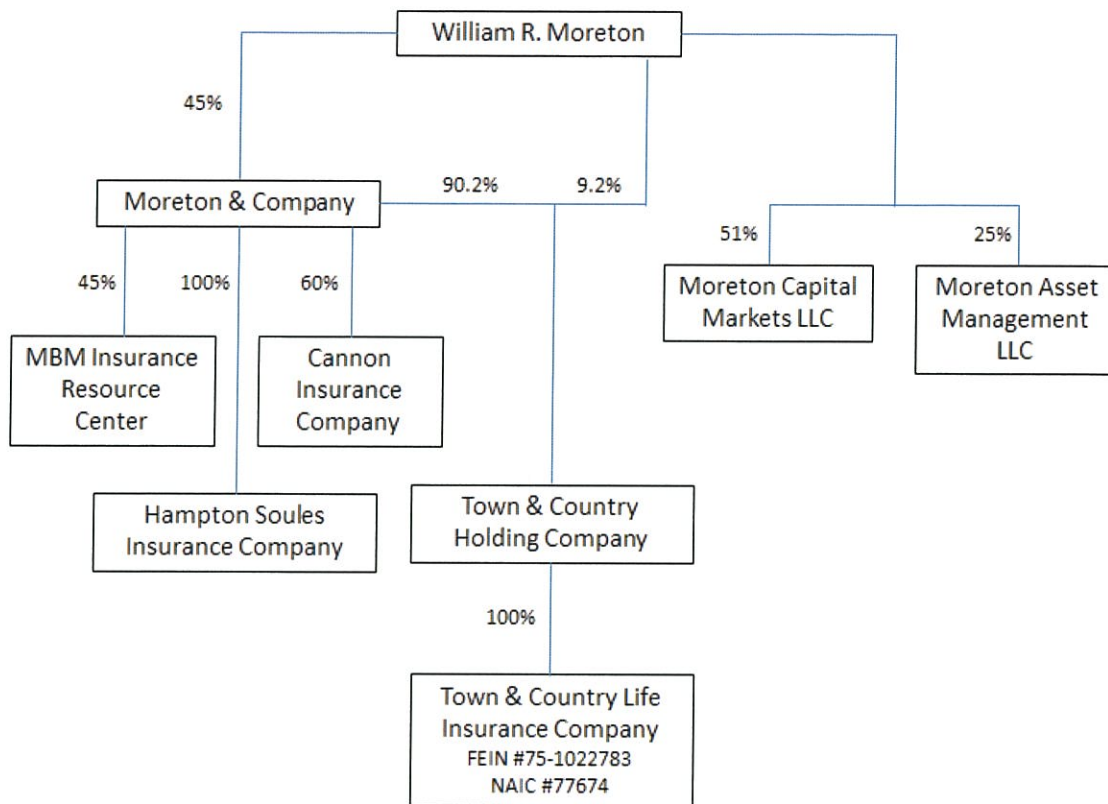 William R. Moreton
45%
Moreton & Company
90.2%
9.2%
51%
25%
45%
100%
60%
Moreton Capital
Markets LLC
Moreton Asset
Management
LLC
MBM Insurance
Resource
Center
Cannon
Insurance
Company
Hampton Soules
Insurance Company
Town & Country
Holding Company
100%
Town & Country Life
Insurance Company
FEIN #75-1022783
NAIC #77674